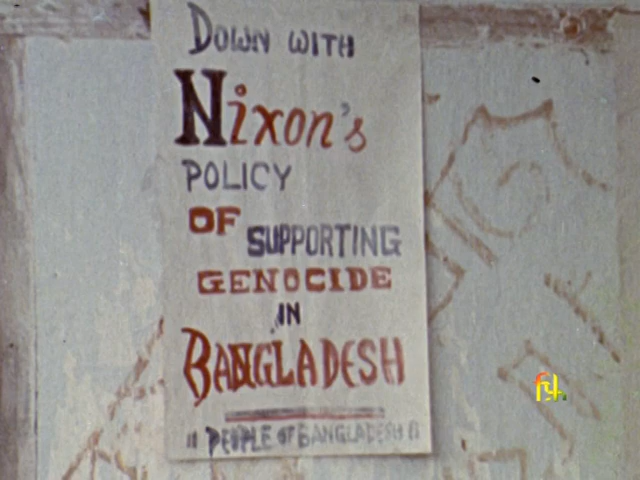 DOWN WITH
Nixon's
POLICY
OF SUPPORTING
GENOCIDE
IN
BANGLADESH
" PEOPLE OF BANGLADESH "